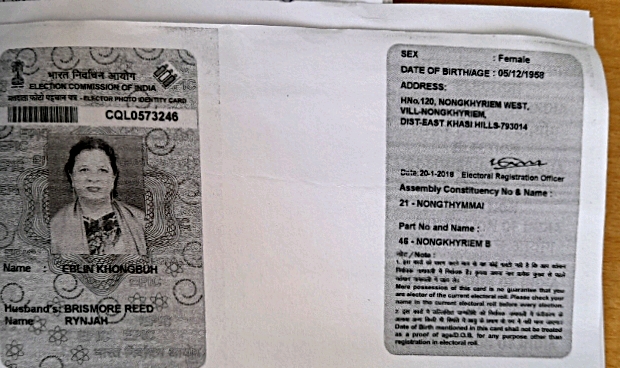 भारत निर्वाचन आयोग
ELECTION COMMISSION OF INDIA
भारत फोटो पहचान पत्र - ELECTOR PHOTO IDENTITY CARD
CQL0573246
Name : EBLIN KHONGBUH
Husband's: BRISMORE REED
Name RYNJAH
भारत निर्वाचन आयोग
SEX : Female
DATE OF BIRTH/AGE : 05/12/1958
ADDRESS:
HNo.120, NONGKHYRIEM WEST,
VILL-NONGKHYRIEM,
DIST-EAST KHASI HILLS-793014
Date:20-1-2018 Electoral Registration Officer
Assembly Constituency No & Name :
21 - NONGTHYMMAI
Part No and Name :
46 - NONGKHYRIEM B
नोट / Note :
Mere possession of this card is no guarantee that you
are elector of the current electoral roll. Please check your
name in the current electoral roll before every election.
Date of Birth mentioned in this card shall not be treated
as a proof of age/D.O.B. for any purpose other than
registration in electoral roll.